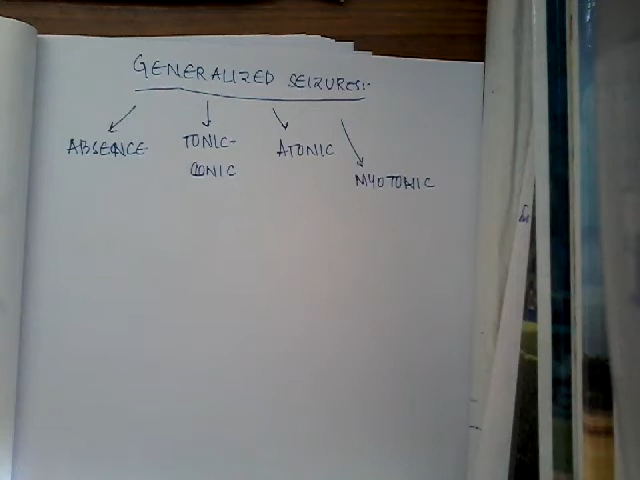 GENERALIZED SEIZURES:-
ABSENCE
TONIC-
CONIC
ATONIC
MYOTONIC